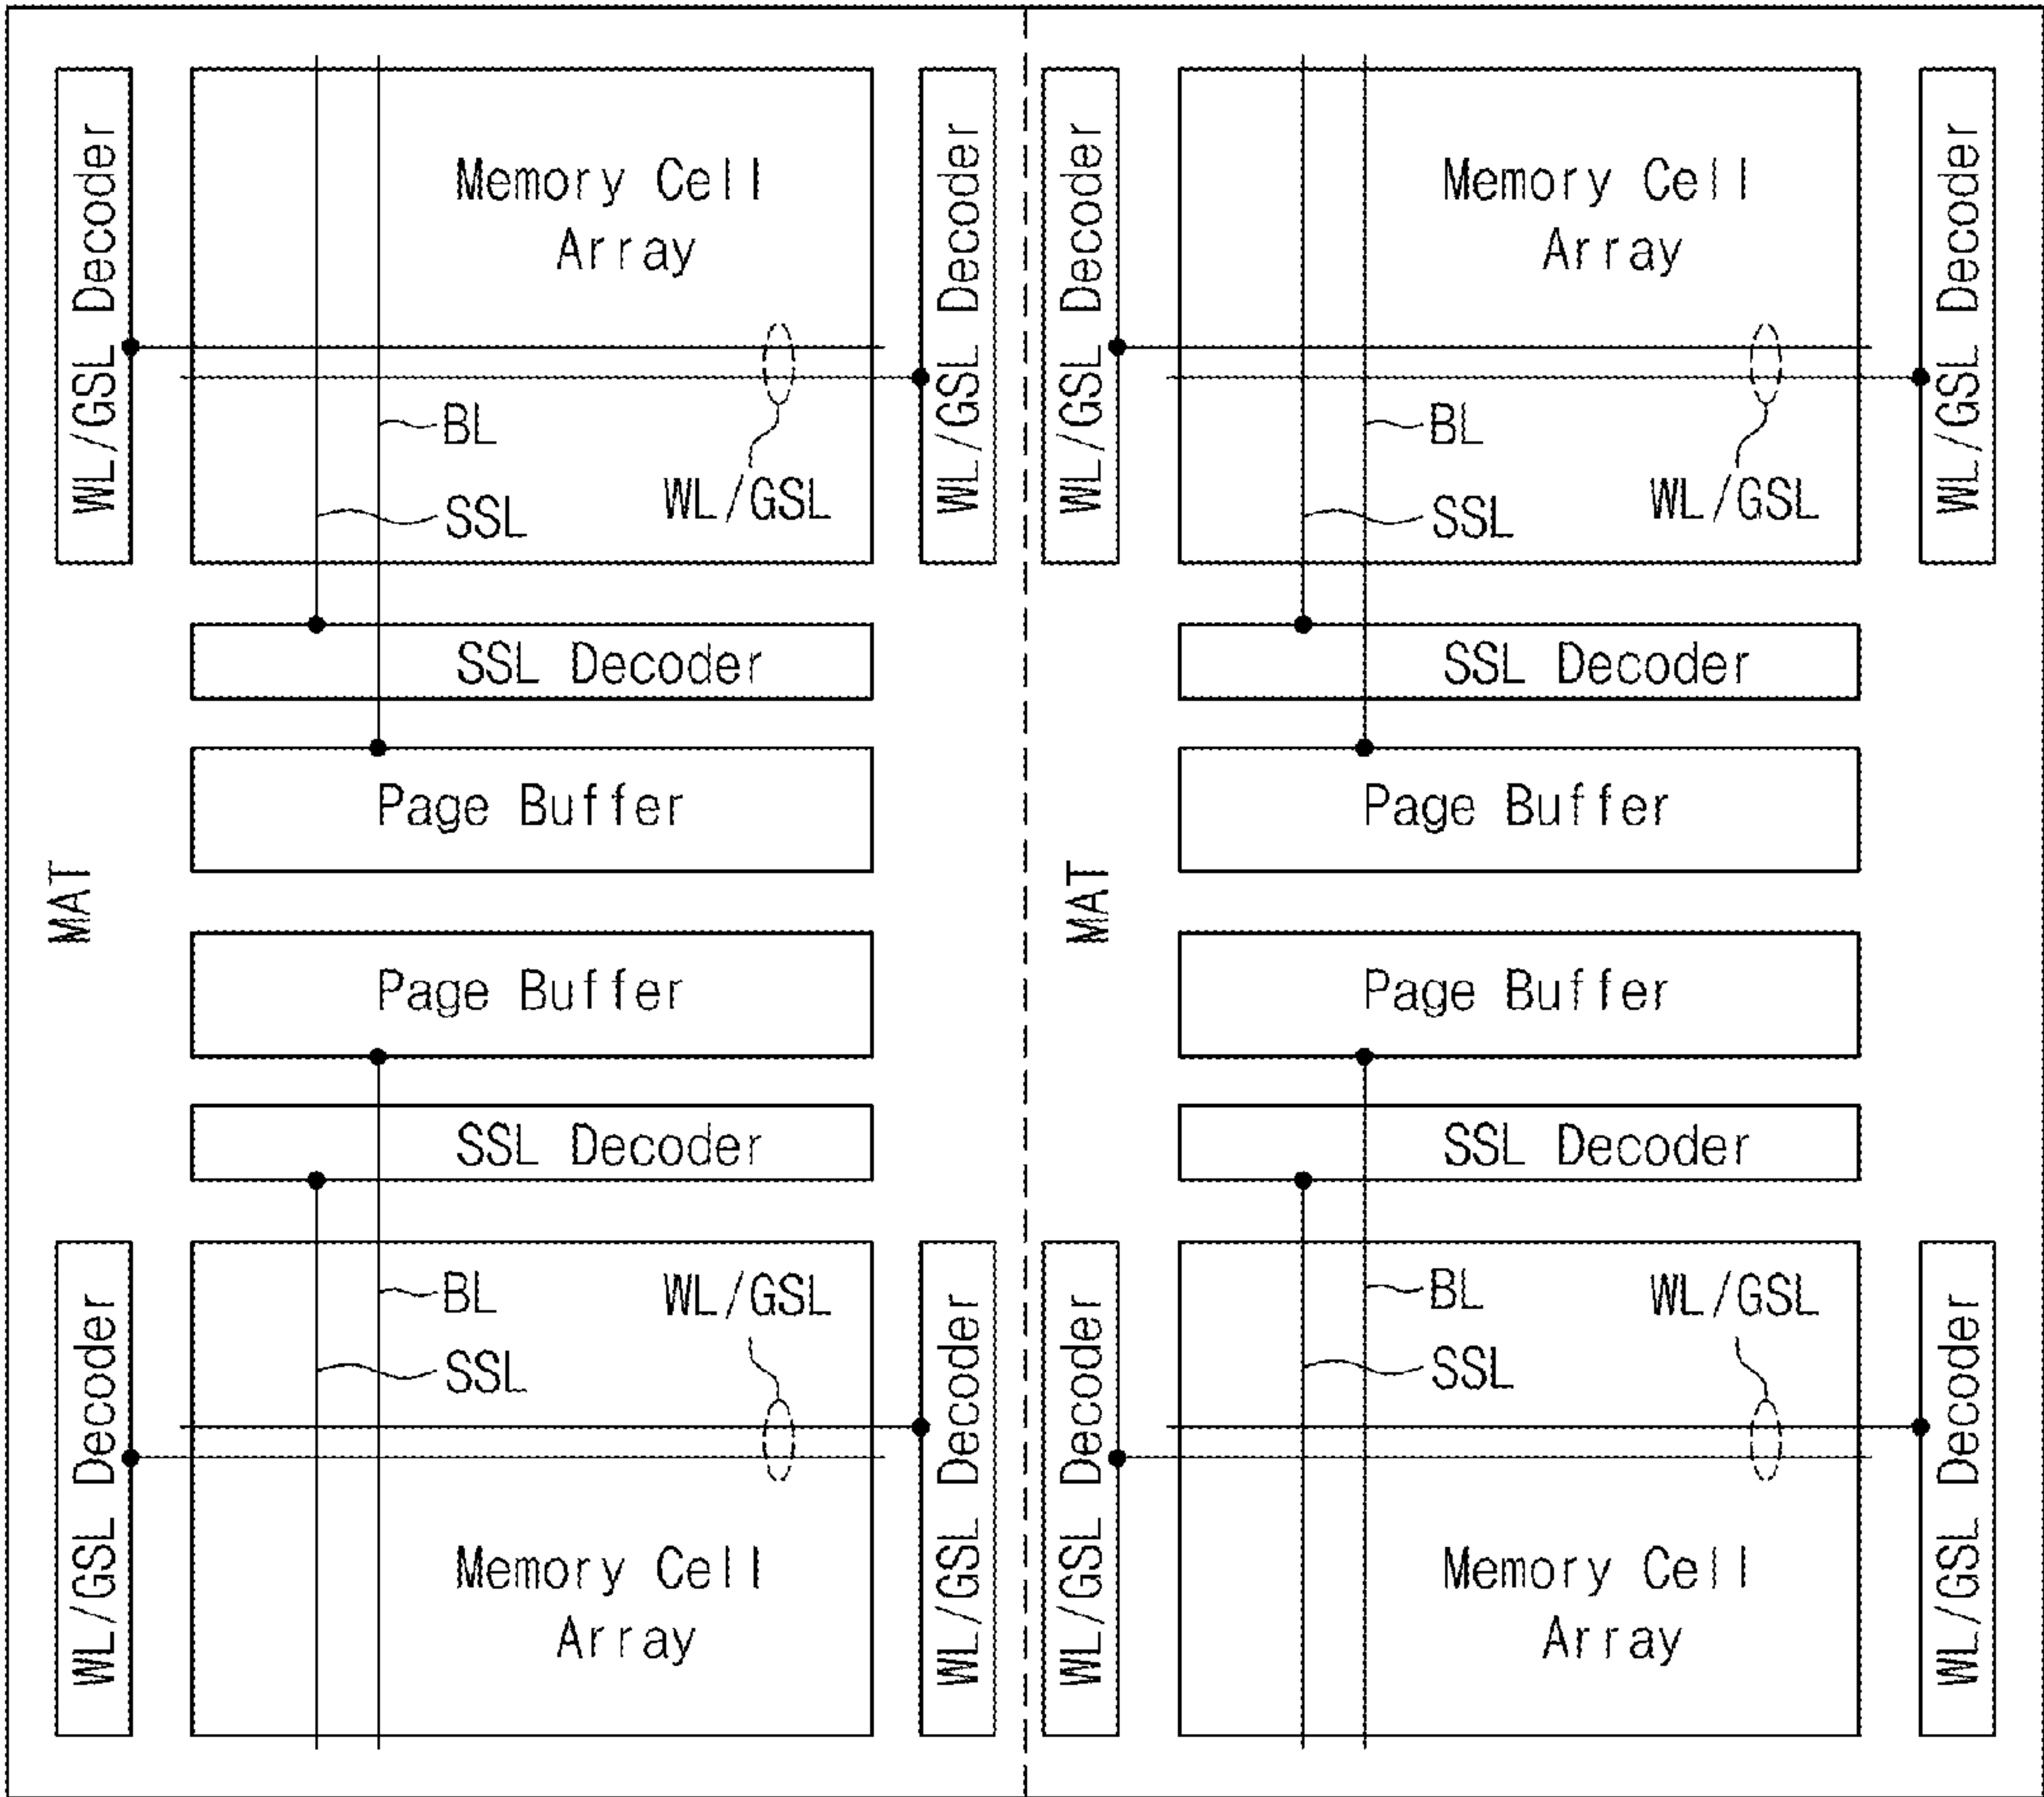 WL/GSL Decoder
Memory Cell
Array
BL
SSL
WL/GSL
WL/GSL Decoder
SSL Decoder
Page Buffer
MAT
Page Buffer
SSL Decoder
WL/GSL Decoder
BL
SSL
WL/GSL
Memory Cell
Array
WL/GSL Decoder
WL/GSL Decoder
Memory Cell
Array
BL
SSL
WL/GSL
WL/GSL Decoder
SSL Decoder
Page Buffer
MAT
Page Buffer
SSL Decoder
WL/GSL Decoder
BL
SSL
WL/GSL
Memory Cell
Array
WL/GSL Decoder